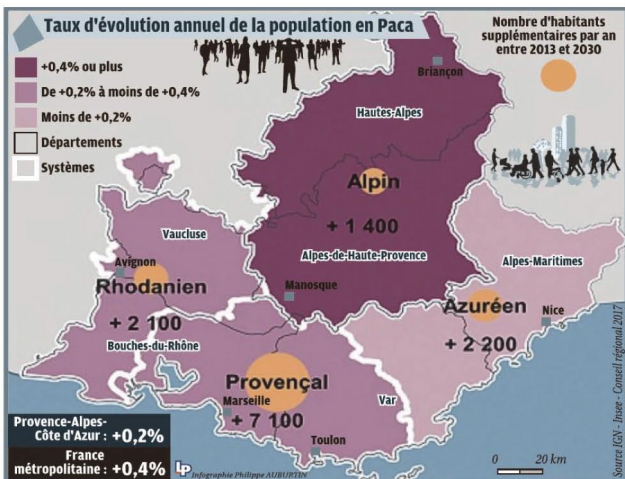 Taux d'évolution annuel de la population en Paca
+0,4% ou plus
De +0,2% à moins de +0,4%
Moins de +0,2%
Départements
Systèmes
Nombre d'habitants
supplémentaires par an
entre 2013 et 2030
Briançon
Hautes-Alpes
Alpin
+ 1 400
Vaucluse
Alpes-de-Haute-Provence
Alpes-Maritimes
Avignon
Rhodanien
Manosque
Azuréen
Nice
+ 2 100
+ 2 200
Bouches-du-Rhône
Provençal
Marseille
Var
+ 7 100
Toulon
Provence-Alpes-
Côte d'Azur : +0,2%
France
métropolitaine : +0,4%
LP Infographie Philippe AUBURTIN
0 20 km
Source IGN - Insee - Conseil régional 2017